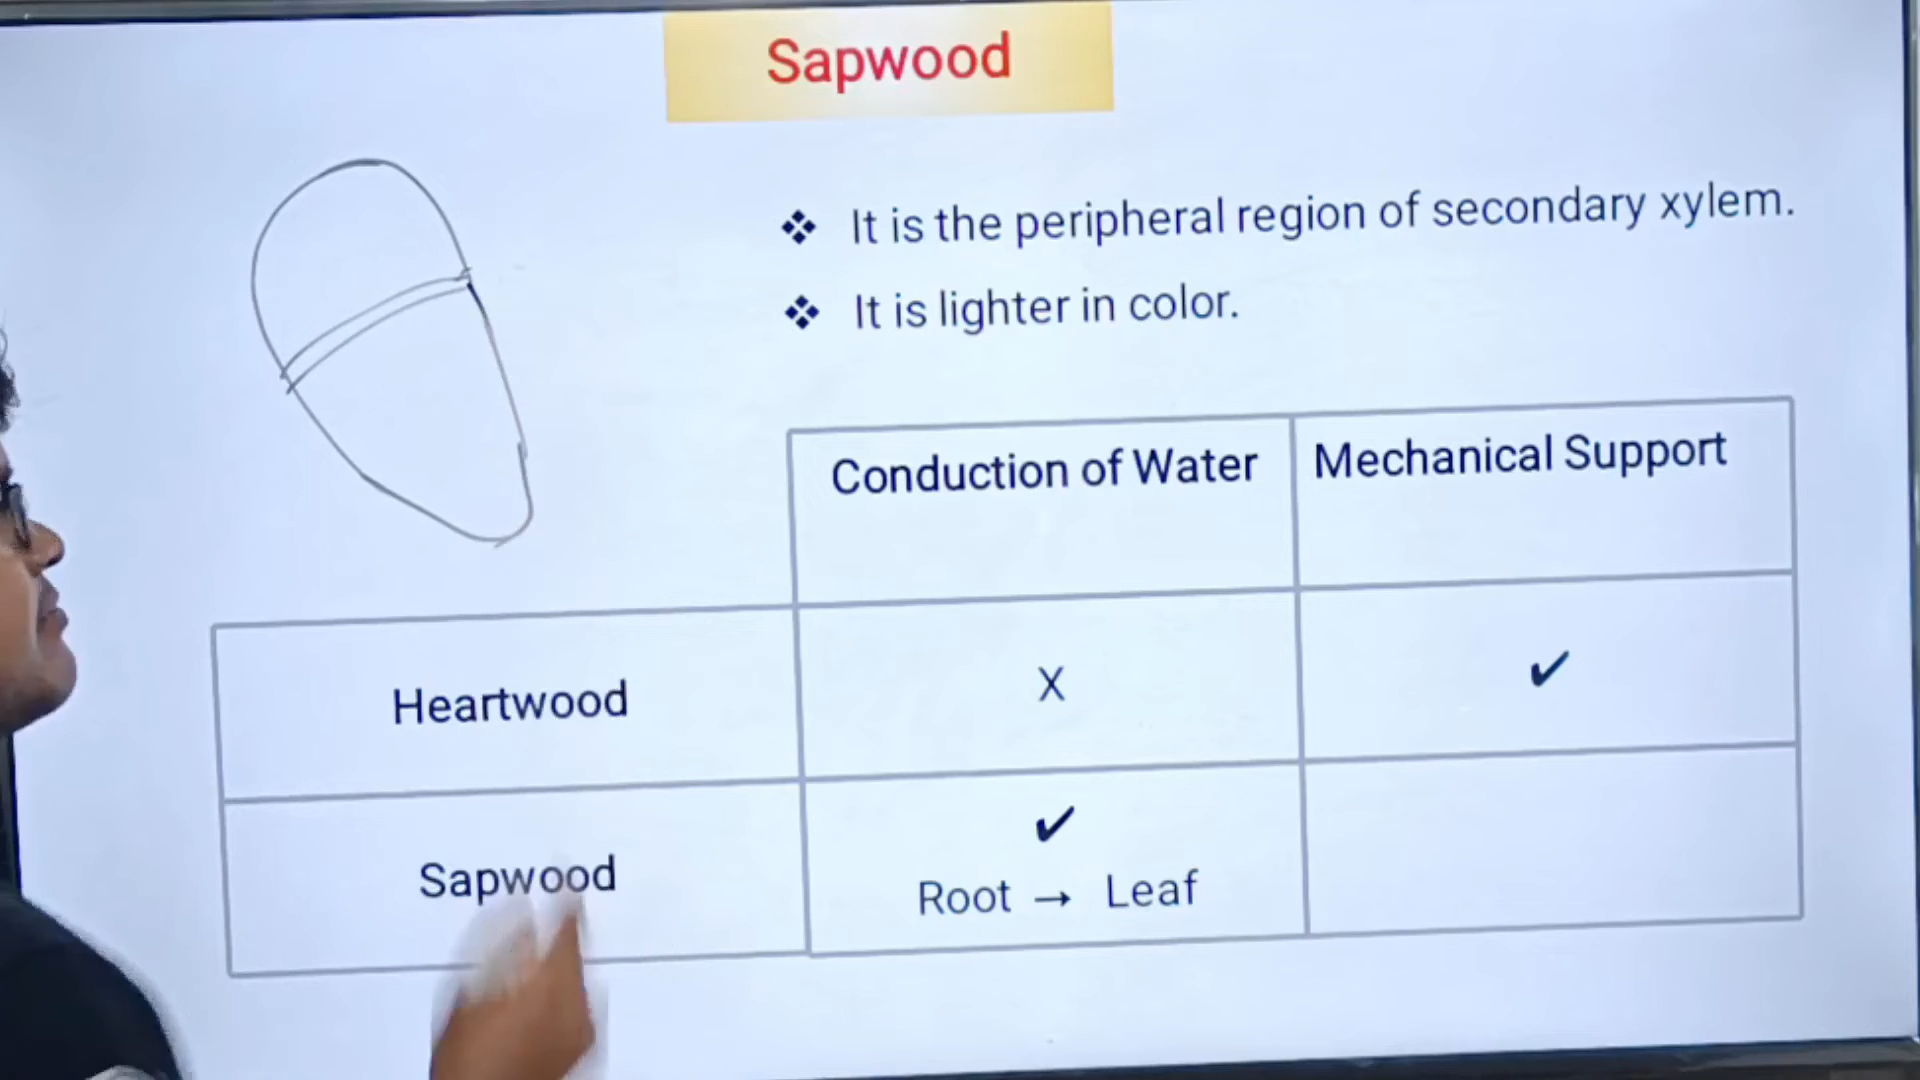 Sapwood
❖ It is the peripheral region of secondary xylem.
❖ It is lighter in color.
Conduction of Water Mechanical Support
Heartwood X ✔
Sapwood ✔
Root → Leaf